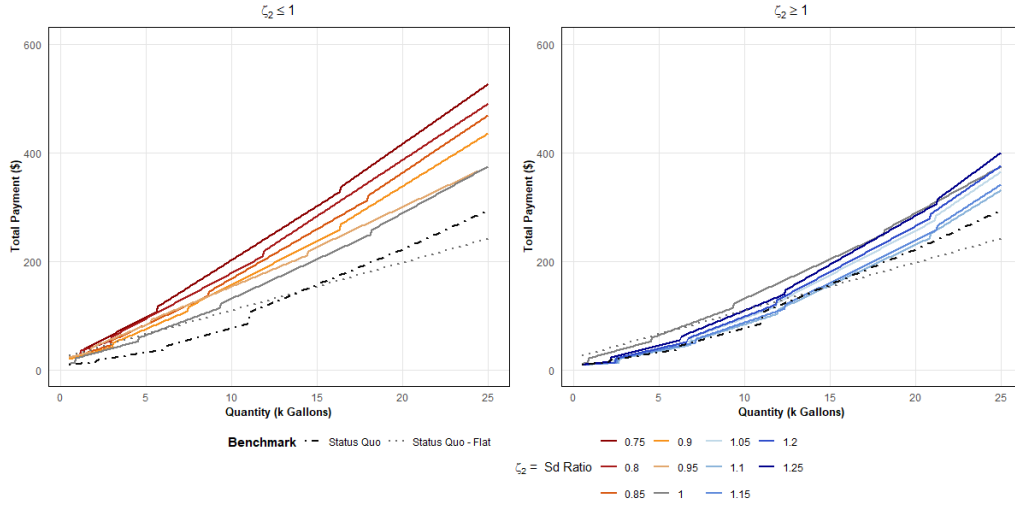 ζ₂ ≤ 1
ζ₂ ≥ 1
Total Payment ($)
600
400
200
0
0 5 10 15 20 25
Quantity (k Gallons)
Total Payment ($)
600
400
200
0
0 5 10 15 20 25
Quantity (k Gallons)
Benchmark Status Quo Status Quo - Flat
ζ₂ = Sd Ratio
0.75 0.9 1.05 1.2
0.8 0.95 1.1 1.25
0.85 1 1.15